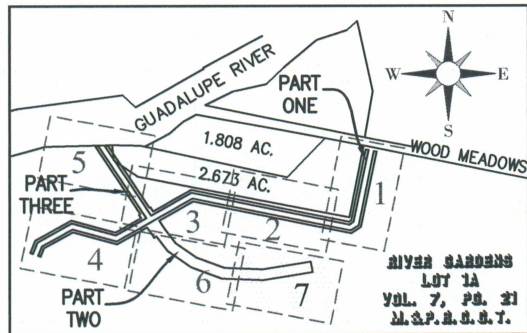 N
W
E
S
GUADALUPE RIVER
PART
ONE
WOOD MEADOWS
1.808 AC.
2.673 AC.
5
PART
THREE
1
3
2
4
6
7
PART
TWO
RIVER GARDENS
LOT 1A
VOL. 7, PG. 21
M.&P.R.C.C.T.